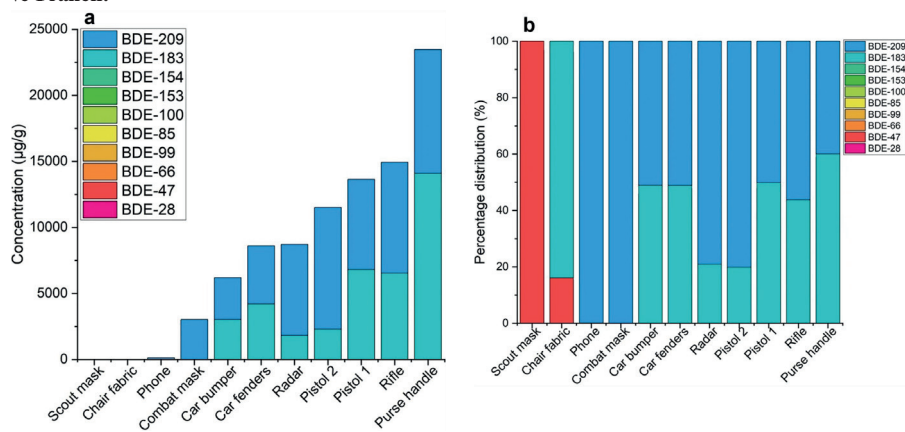 a
Concentration (µg/g)
25000
20000
15000
10000
5000
0
BDE-209
BDE-183
BDE-154
BDE-153
BDE-100
BDE-85
BDE-99
BDE-66
BDE-47
BDE-28
Scout mask
Chair fabric
Phone
Combat mask
Car bumper
Car fenders
Radar
Pistol 2
Pistol 1
Rifle
Purse handle
b
Percentage distribution (%)
100
80
60
40
20
0
BDE-209
BDE-183
BDE-154
BDE-153
BDE-100
BDE-85
BDE-99
BDE-66
BDE-47
BDE-28
Scout mask
Chair fabric
Phone
Combat mask
Car bumper
Car fenders
Radar
Pistol 2
Pistol 1
Rifle
Purse handle